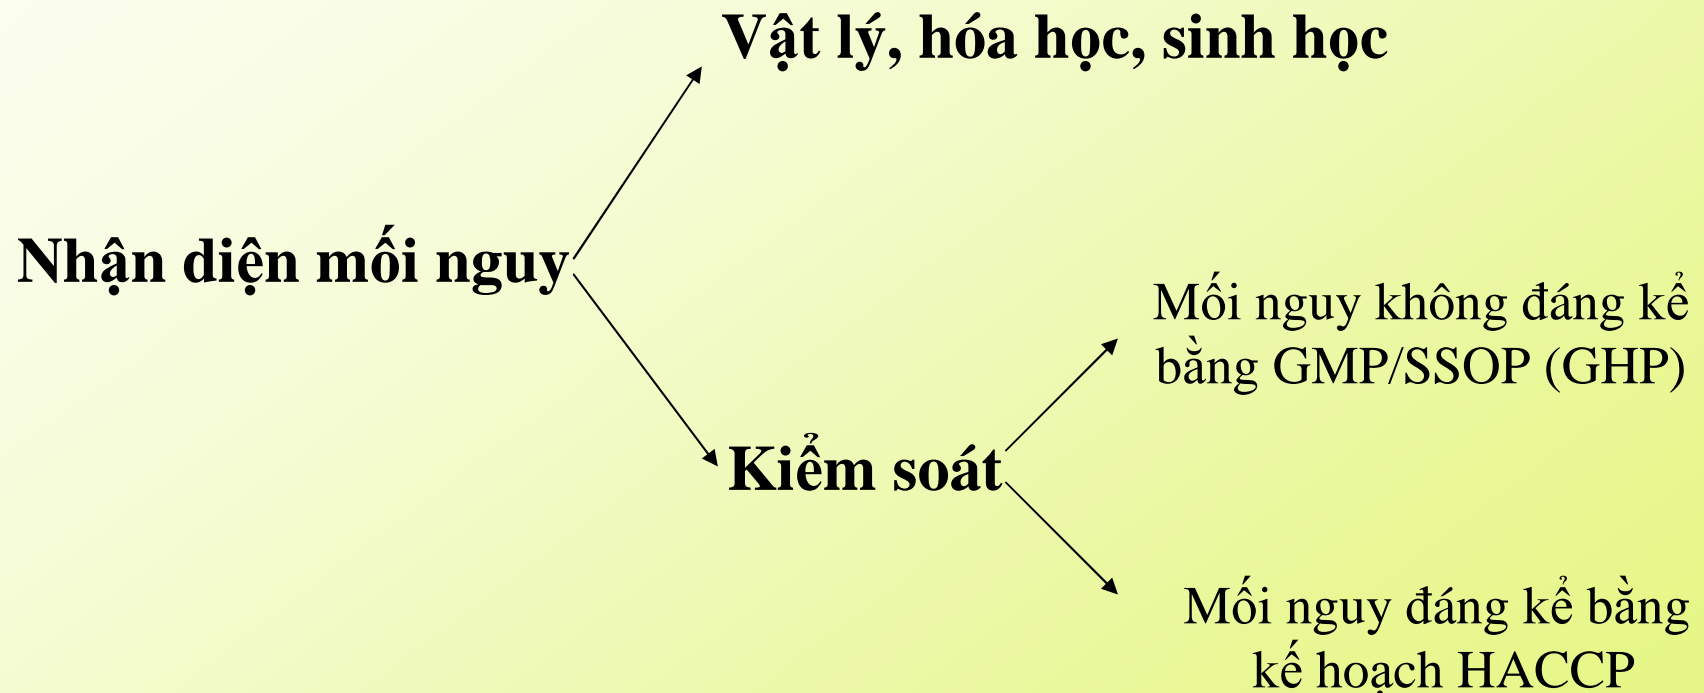 Vật lý, hóa học, sinh học
Nhận diện mối nguy
Mối nguy không đáng kể
bằng GMP/SSOP (GHP)
Kiểm soát
Mối nguy đáng kể bằng
kế hoạch HACCP